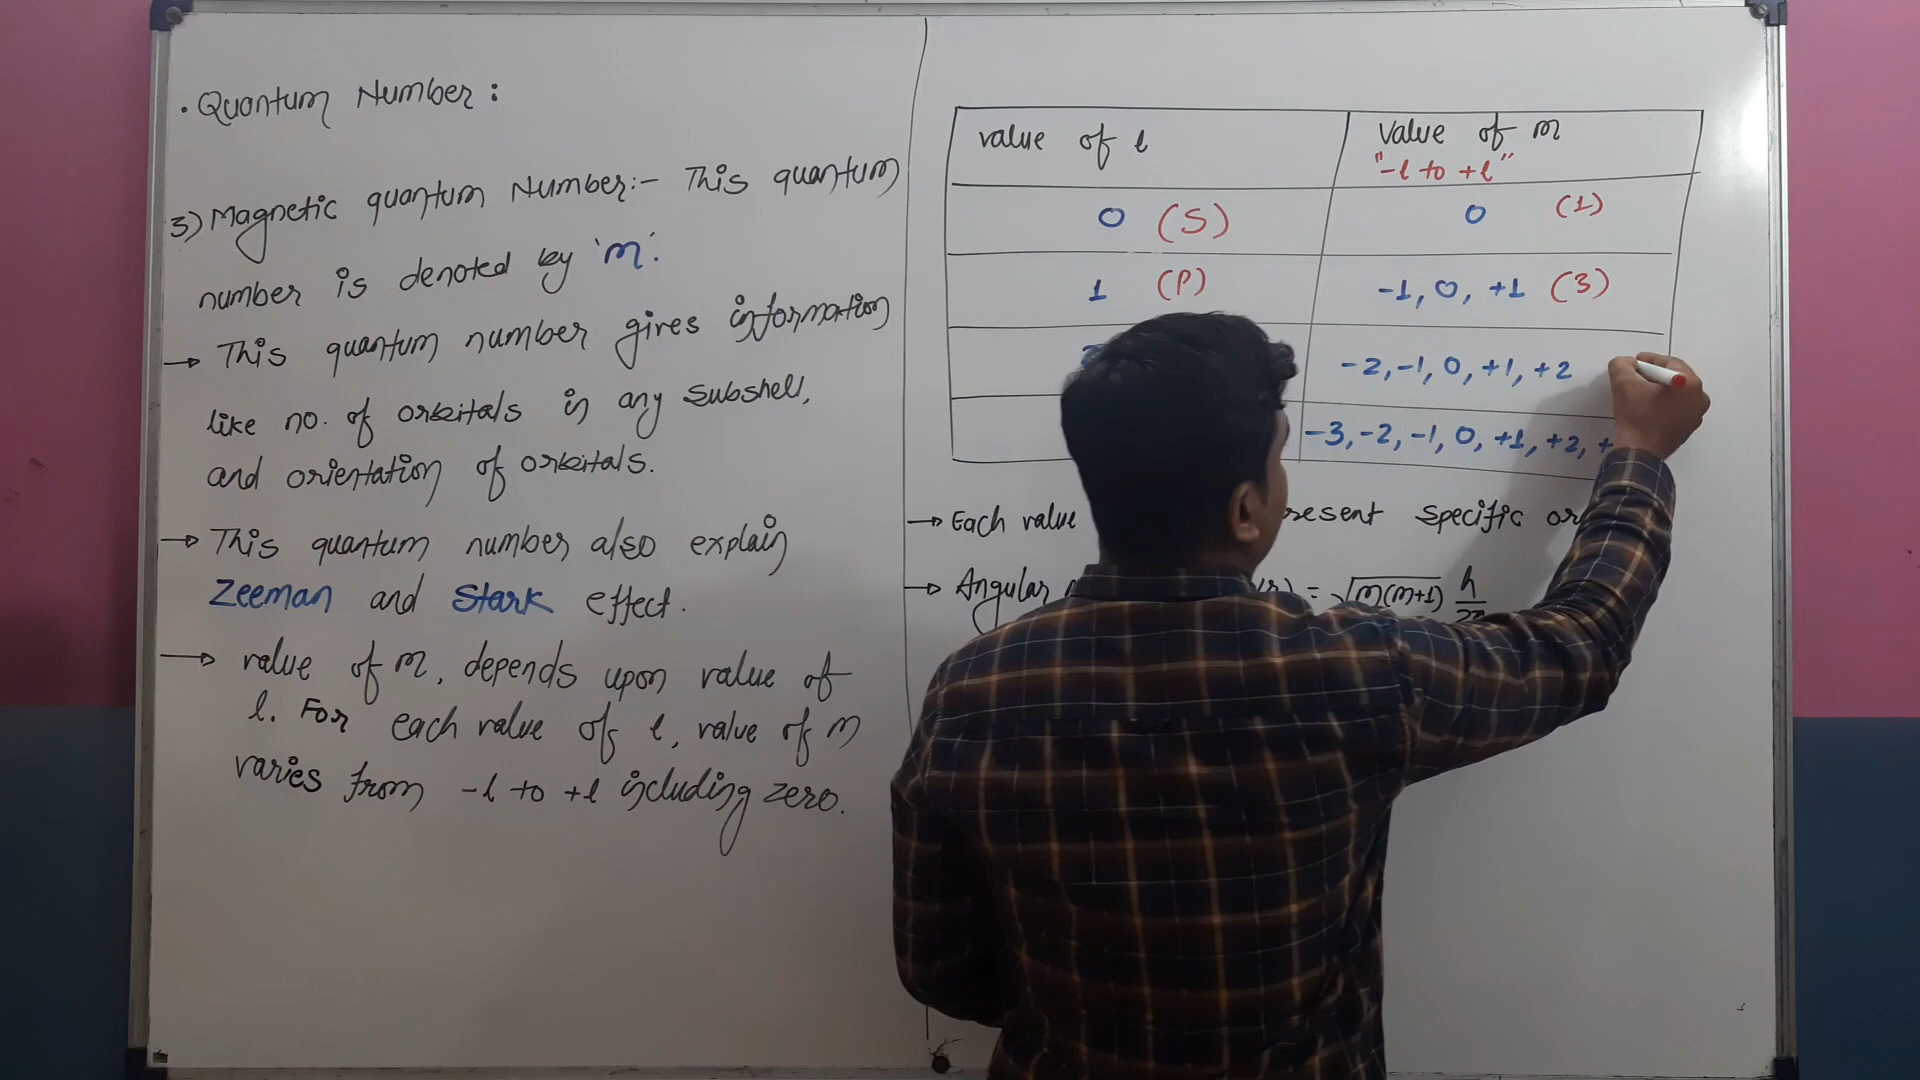 • Quantum Number:
3) Magnetic quantum Number:- This quantum
number is denoted by 'm'.
→ This quantum number gives information
like no. of orbitals in any subshell,
and orientation of orbitals.
→ This quantum number also explain
Zeeman and Stark effect.
→ value of m, depends upon value of
l. For each value of l, value of m
varies from -l to +l including zero.
value of l
Value of m
"-l to +l"
0 (S)
0 (1)
1 (P)
-1, 0, +1 (3)
-2, -1, 0, +1, +2
-3, -2, -1, 0, +1, +2, +
→ Each value
resent specific or
→ Angular
) = √m(m+1) h